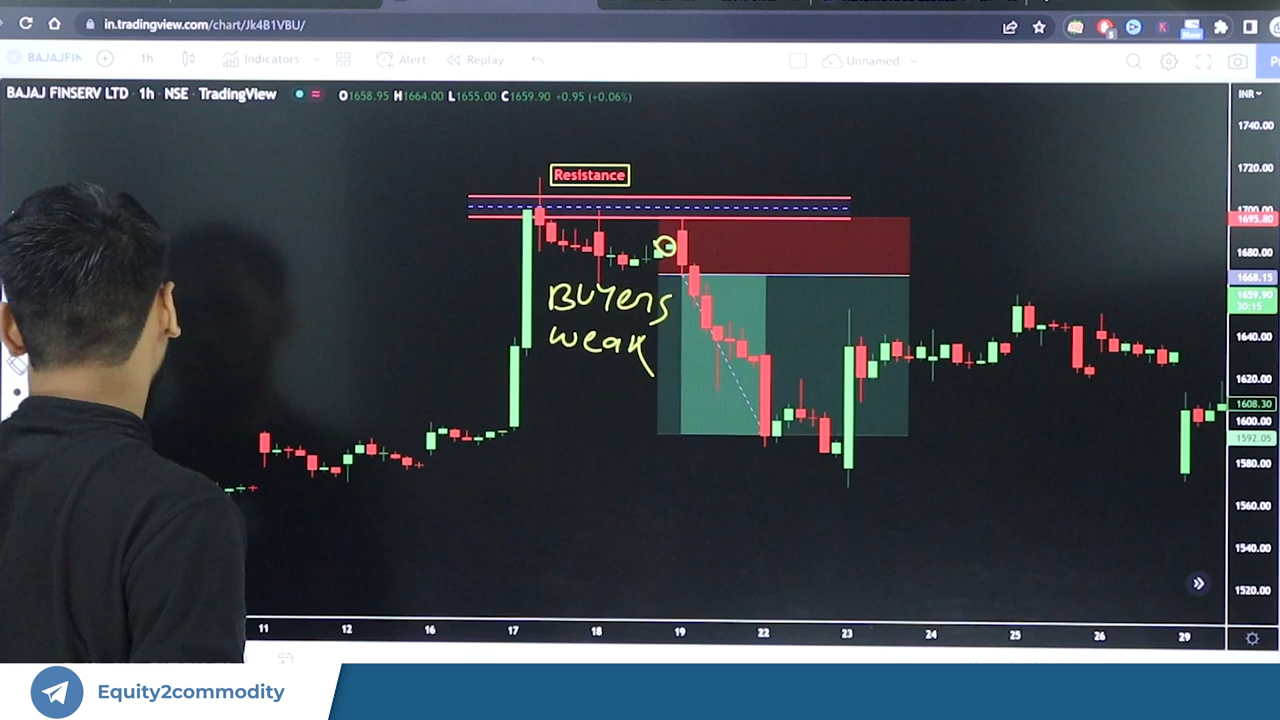 in.tradingview.com/chart/Jk4B1VBU/
BAJAJFIN
1h
Indicators
Alert
Replay
Unnamed
BAJAJ FINSERV LTD · 1h · NSE · TradingView
O1658.95 H1664.00 L1655.00 C1659.90 +0.95 (+0.06%)
INR
1740.00
1720.00
1700.00
1695.80
1680.00
1668.15
1659.90
30:15
1640.00
1620.00
1608.30
1600.00
1592.05
1580.00
1560.00
1540.00
1520.00
Resistance
Buyers
weak
11 12 16 17 18 19 22 23 24 25 26 29
Equity2commodity